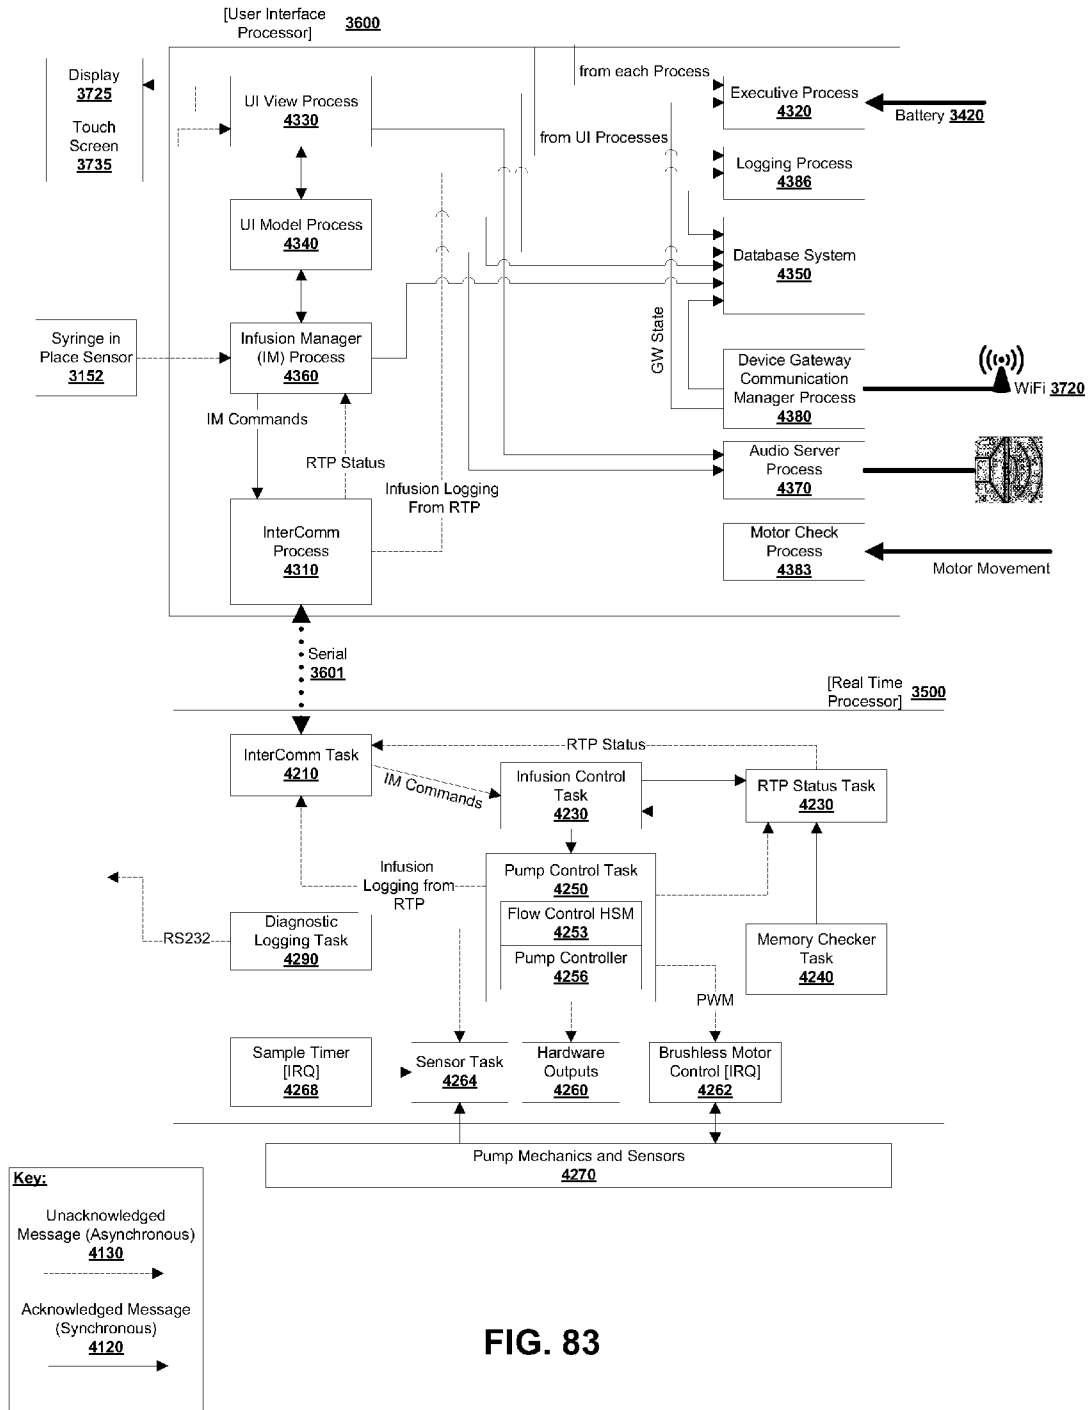 [User Interface
Processor] 3600
Display
3725
Touch
Screen
3735
UI View Process
4330
from each Process
from UI Processes
Executive Process
4320
Battery 3420
Logging Process
4386
UI Model Process
4340
Database System
4350
Syringe in
Place Sensor
3152
Infusion Manager
(IM) Process
4360
GW State
Device Gateway
Communication
Manager Process
4380
WiFi 3720
IM Commands
RTP Status
Infusion Logging
From RTP
Audio Server
Process
4370
InterComm
Process
4310
Motor Check
Process
4383
Motor Movement
Serial
3601
[Real Time
Processor] 3500
InterComm Task
4210
RTP Status
IM Commands
Infusion Control
Task
4230
RTP Status Task
4230
Infusion
Logging from
RTP
Pump Control Task
4250
Flow Control HSM
4253
Pump Controller
4256
RS232
Diagnostic
Logging Task
4290
Memory Checker
Task
4240
PWM
Sample Timer
[IRQ]
4268
Sensor Task
4264
Hardware
Outputs
4260
Brushless Motor
Control [IRQ]
4262
Pump Mechanics and Sensors
4270
Key:
Unacknowledged
Message (Asynchronous)
4130
Acknowledged Message
(Synchronous)
4120
FIG. 83